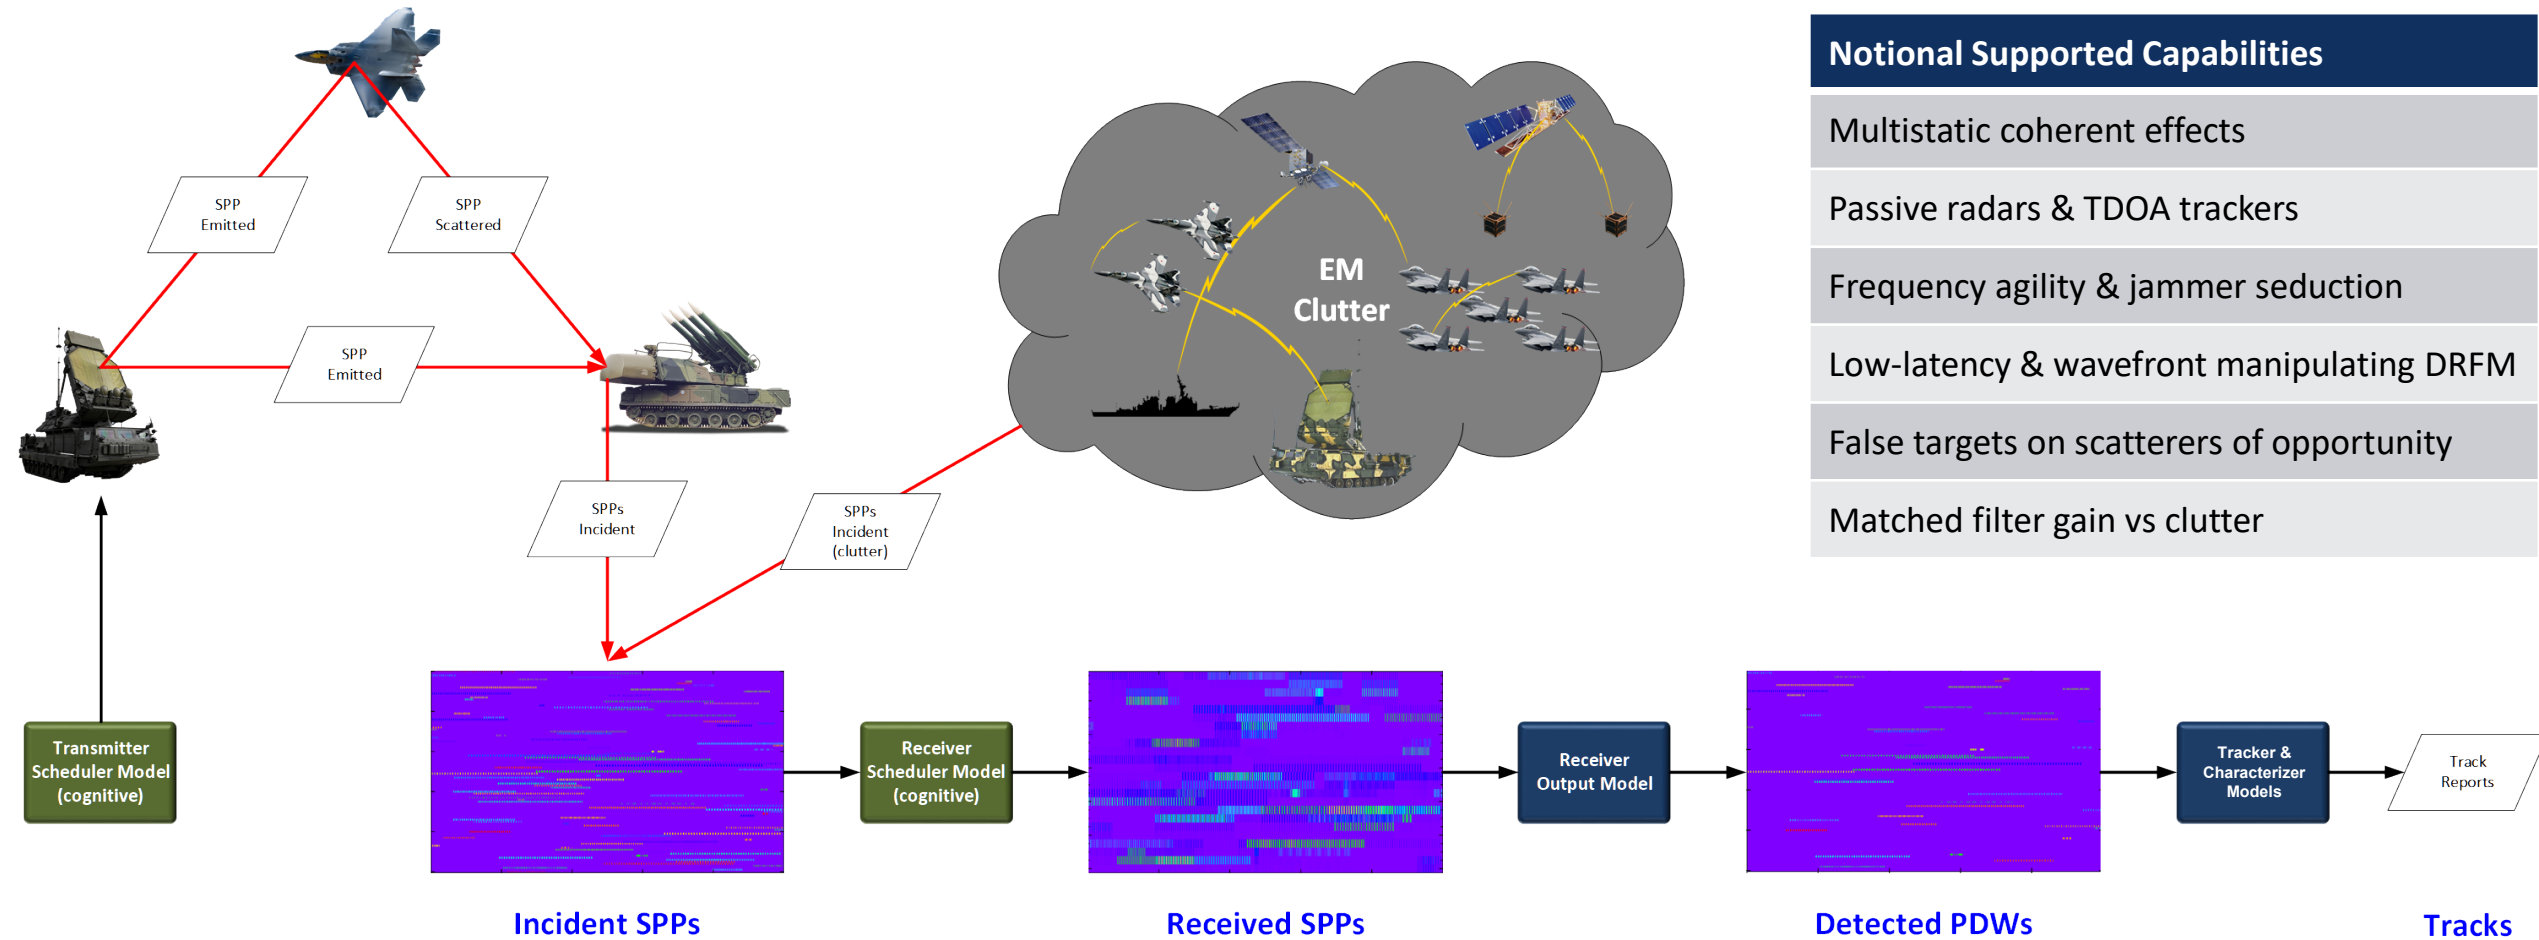 Notional Supported Capabilities
Multistatic coherent effects
Passive radars & TDOA trackers
Frequency agility & jammer seduction
Low-latency & wavefront manipulating DRFM
False targets on scatterers of opportunity
Matched filter gain vs clutter
SPP
Emitted
SPP
Scattered
SPP
Emitted
EM
Clutter
SPPs
Incident
SPPs
Incident
(clutter)
Transmitter
Scheduler Model
(cognitive)
Receiver
Scheduler Model
(cognitive)
Receiver
Output Model
Tracker &
Characterizer
Models
Track
Reports
Incident SPPs
Received SPPs
Detected PDWs
Tracks